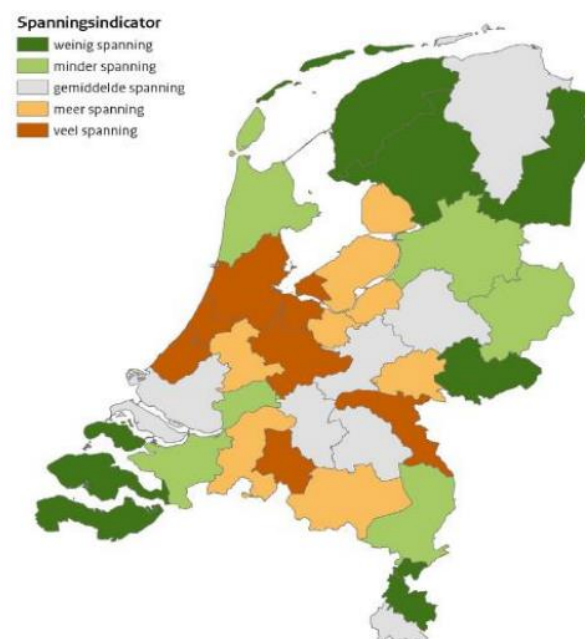 Spanningsindicator
weinig spanning
minder spanning
gemiddelde spanning
meer spanning
veel spanning